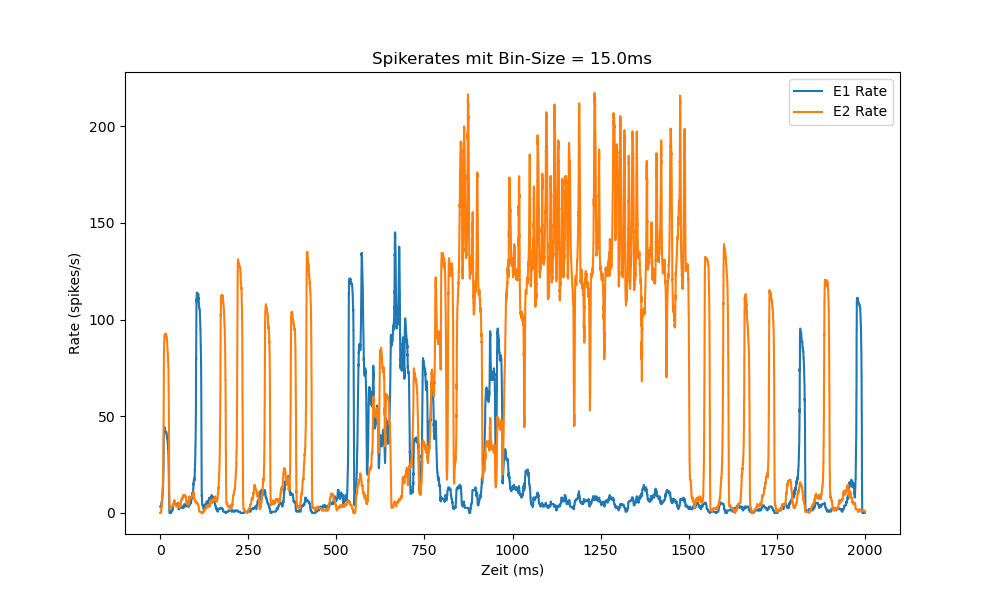 Spikerates mit Bin-Size = 15.0ms
E1 Rate
E2 Rate
Rate (spikes/s)
200
150
100
50
0
0 250 500 750 1000 1250 1500 1750 2000
Zeit (ms)